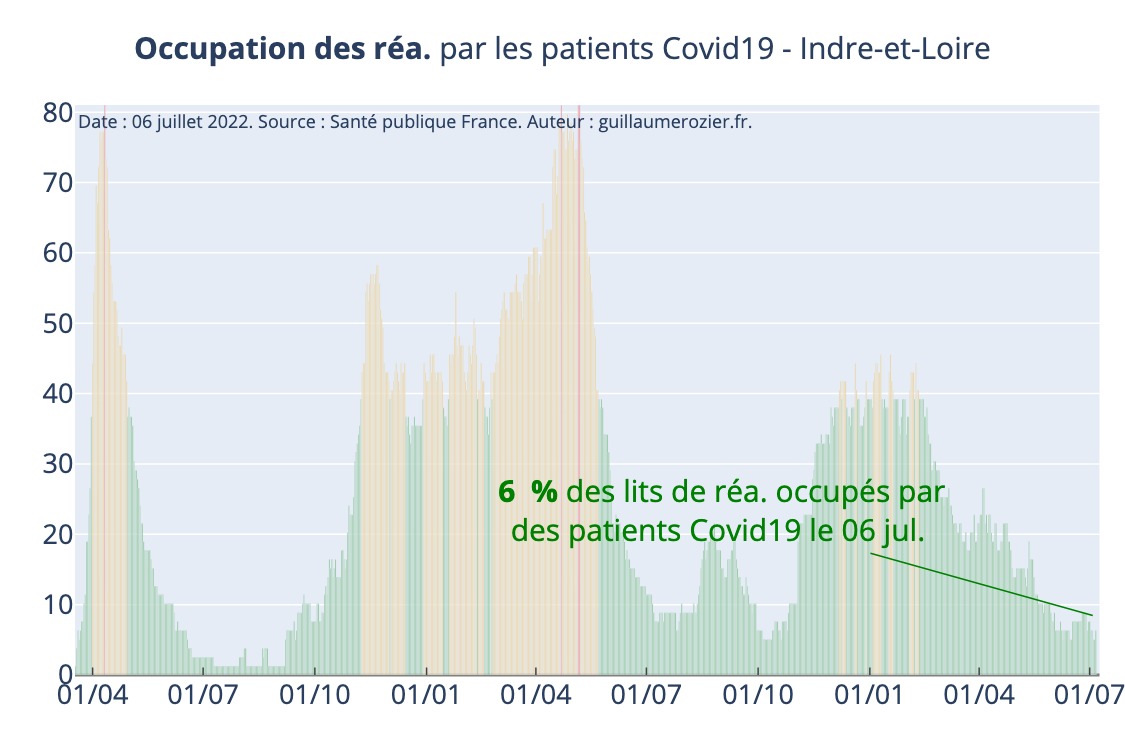 Occupation des réa. par les patients Covid19 - Indre-et-Loire
80
Date : 06 juillet 2022. Source : Santé publique France. Auteur : guillaumerozier.fr.
70
60
50
40
30
6 % des lits de réa. occupés par
des patients Covid19 le 06 jul.
20
10
0
01/04 01/07 01/10 01/01 01/04 01/07 01/10 01/01 01/04 01/07